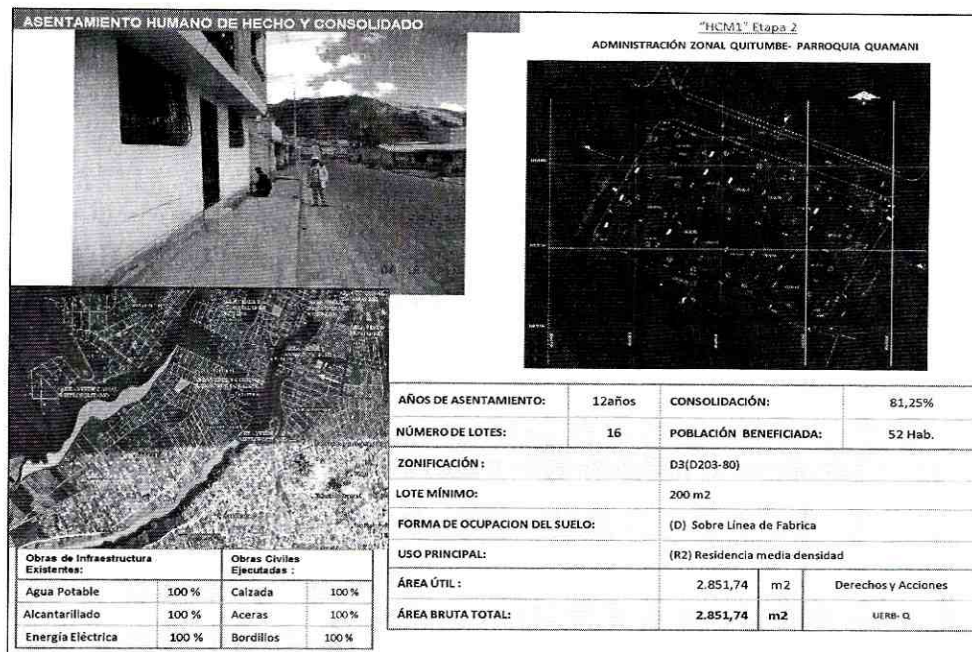 ASENTAMIENTO HUMANO DE HECHO Y CONSOLIDADO
"HCM1" Etapa 2
ADMINISTRACIÓN ZONAL QUITUMBE- PARROQUIA QUAMANI
AÑOS DE ASENTAMIENTO: 12años CONSOLIDACIÓN: 81,25%
NÚMERO DE LOTES: 16 POBLACIÓN BENEFICIADA: 52 Hab.
ZONIFICACIÓN: D3(D203-80)
LOTE MÍNIMO: 200 m2
FORMA DE OCUPACION DEL SUELO: (D) Sobre Línea de Fabrica
USO PRINCIPAL: (R2) Residencia media densidad
ÁREA ÚTIL: 2.851,74 m2 Derechos y Acciones
ÁREA BRUTA TOTAL: 2.851,74 m2 UERB- Q
Obras de Infraestructura Existentes: Obras Civiles Ejecutadas :
Agua Potable 100 % Calzada 100 %
Alcantarillado 100 % Aceras 100 %
Energía Eléctrica 100 % Bordillos 100 %